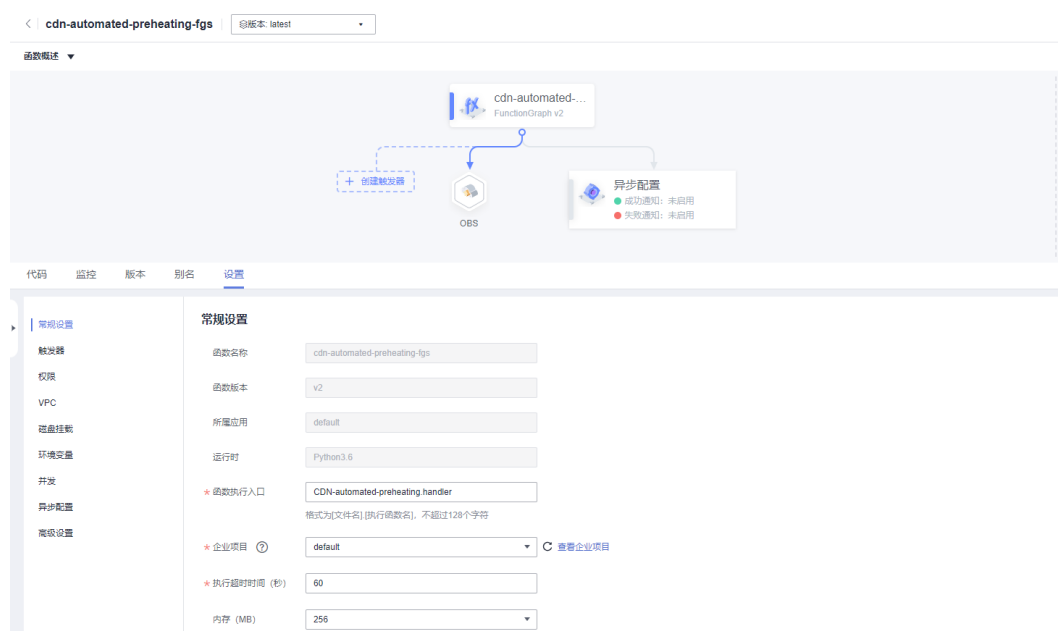 cdn-automated-preheating-fgs
版本: latest
函数概述
cdn-automated-...
FunctionGraph v2
创建触发器
OBS
异步配置
成功通知：未启用
失败通知：未启用
代码 监控 版本 别名 设置
常规设置
触发器
权限
VPC
磁盘挂载
环境变量
并发
异步配置
高级设置
常规设置
函数名称 cdn-automated-preheating-fgs
函数版本 v2
所属应用 default
运行时 Python3.6
* 函数执行入口 CDN-automated-preheating.handler
格式为[文件名].[执行函数名]，不超过128个字符
* 企业项目 default 查看企业项目
* 执行超时时间（秒） 60
内存（MB） 256